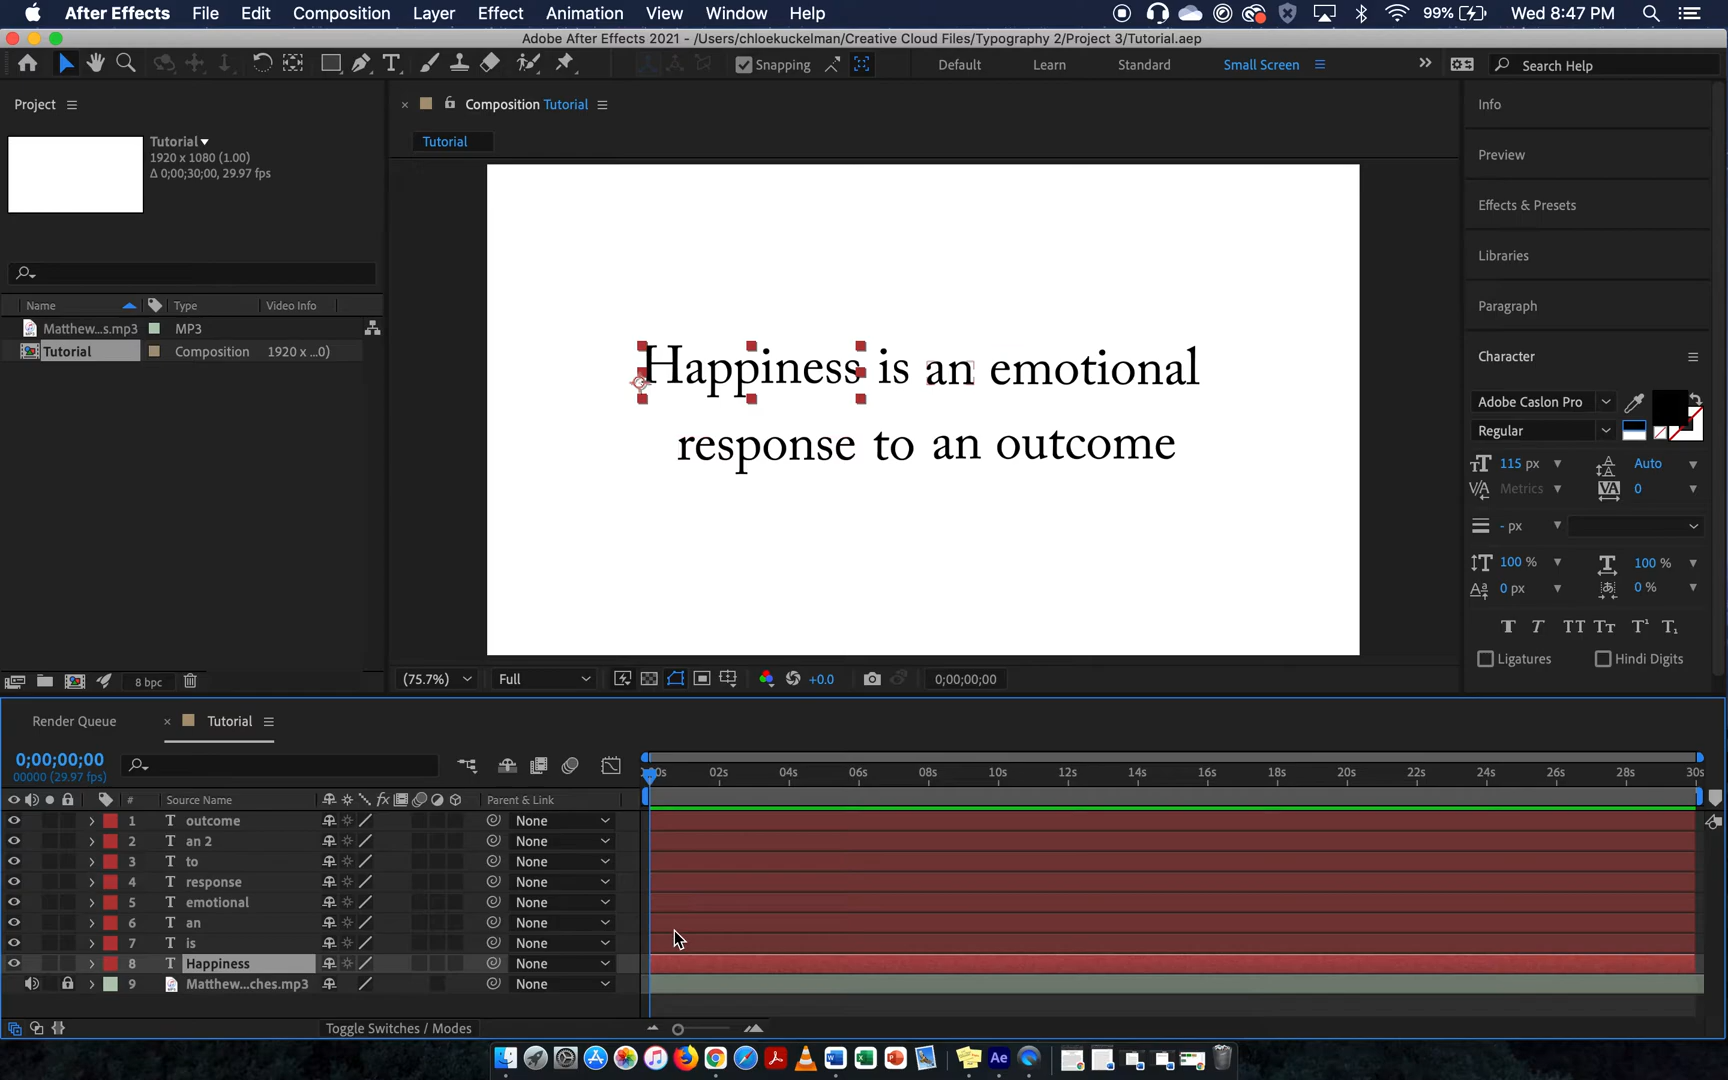 After Effects File Edit Composition Layer Effect Animation View Window Help 99% Wed 8:47 PM
Adobe After Effects 2021 - /Users/chloekuckelman/Creative Cloud Files/Typography 2/Project 3/Tutorial.aep
Snapping Default Learn Standard Small Screen Search Help
Project
Composition Tutorial
Tutorial
1920 x 1080 (1.00)
Δ 0;00;30;00, 29.97 fps
Tutorial
Name Type Video Info
Matthew...s.mp3 MP3
Tutorial Composition 1920 x ...0)
Happiness is an emotional
response to an outcome
8 bpc
(75.7%) Full +0.0 0;00;00;00
Info
Preview
Effects & Presets
Libraries
Paragraph
Character
Adobe Caslon Pro
Regular
115 px Auto
Metrics 0
- px
100 % 100 %
0 px 0 %
Ligatures Hindi Digits
Render Queue Tutorial
0;00;00;00
00000 (29.97 fps)
02s 04s 06s 08s 10s 12s 14s 16s 18s 20s 22s 24s 26s 28s 30s
# Source Name fx Parent & Link
1 T outcome None
2 T an 2 None
3 T to None
4 T response None
5 T emotional None
6 T an None
7 T is None
8 T Happiness None
9 Matthew...ches.mp3 None
Toggle Switches / Modes